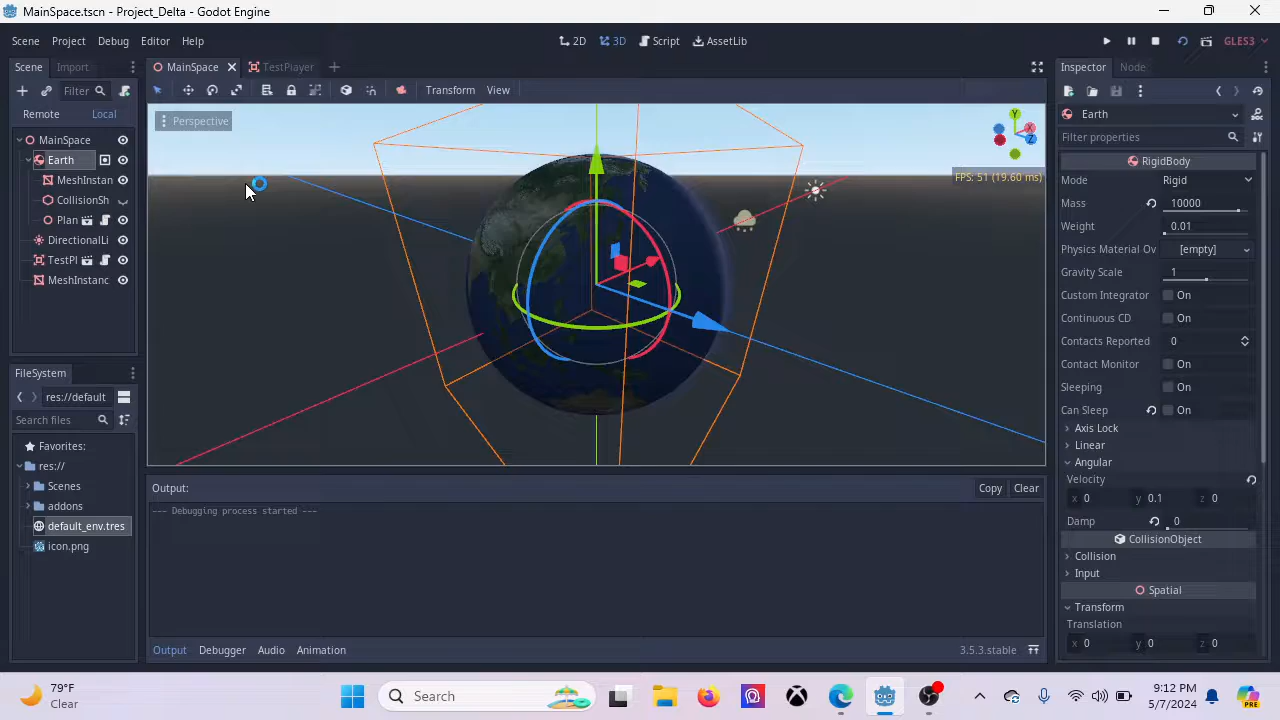 MainSpace.tscn - Project_Delta - Godot Engine
Scene Project Debug Editor Help
2D 3D Script AssetLib
GLES3
Scene Import
MainSpace TestPlayer
Filter
Transform View
Remote Local
MainSpace
Earth
MeshInstan
CollisionSh
Plan
DirectionalLi
TestPl
MeshInstanc
Perspective
FPS: 51 (19.60 ms)
FileSystem
res://default
Search files
Favorites:
res://
Scenes
addons
default_env.tres
icon.png
Output:
Copy Clear
--- Debugging process started ---
Output Debugger Audio Animation
3.5.3.stable
Inspector Node
Earth
Filter properties
RigidBody
Mode Rigid
Mass 10000
Weight 0.01
Physics Material Ov [empty]
Gravity Scale 1
Custom Integrator On
Continuous CD On
Contacts Reported 0
Contact Monitor On
Sleeping On
Can Sleep On
Axis Lock
Linear
Angular
Velocity
x 0 y 0.1 z 0
Damp 0
CollisionObject
Collision
Input
Spatial
Transform
Translation
x 0 y 0 z 0
79°F
Clear
Search
9:12 PM
5/7/2024
PRE